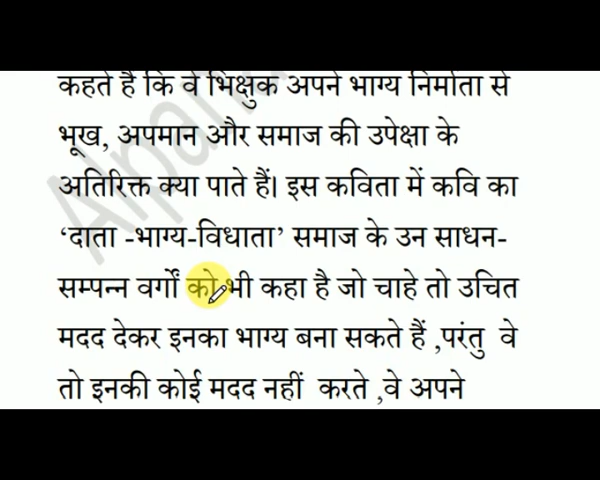 कहते हैं कि वे भिक्षुक अपने भाग्य निर्माता से
भूख, अपमान और समाज की उपेक्षा के
अतिरिक्त क्या पाते हैं। इस कविता में कवि का
‘दाता -भाग्य-विधाता’ समाज के उन साधन-
सम्पन्न वर्गों को भी कहा है जो चाहे तो उचित
मदद देकर इनका भाग्य बना सकते हैं ,परंतु वे
तो इनकी कोई मदद नहीं करते ,वे अपने